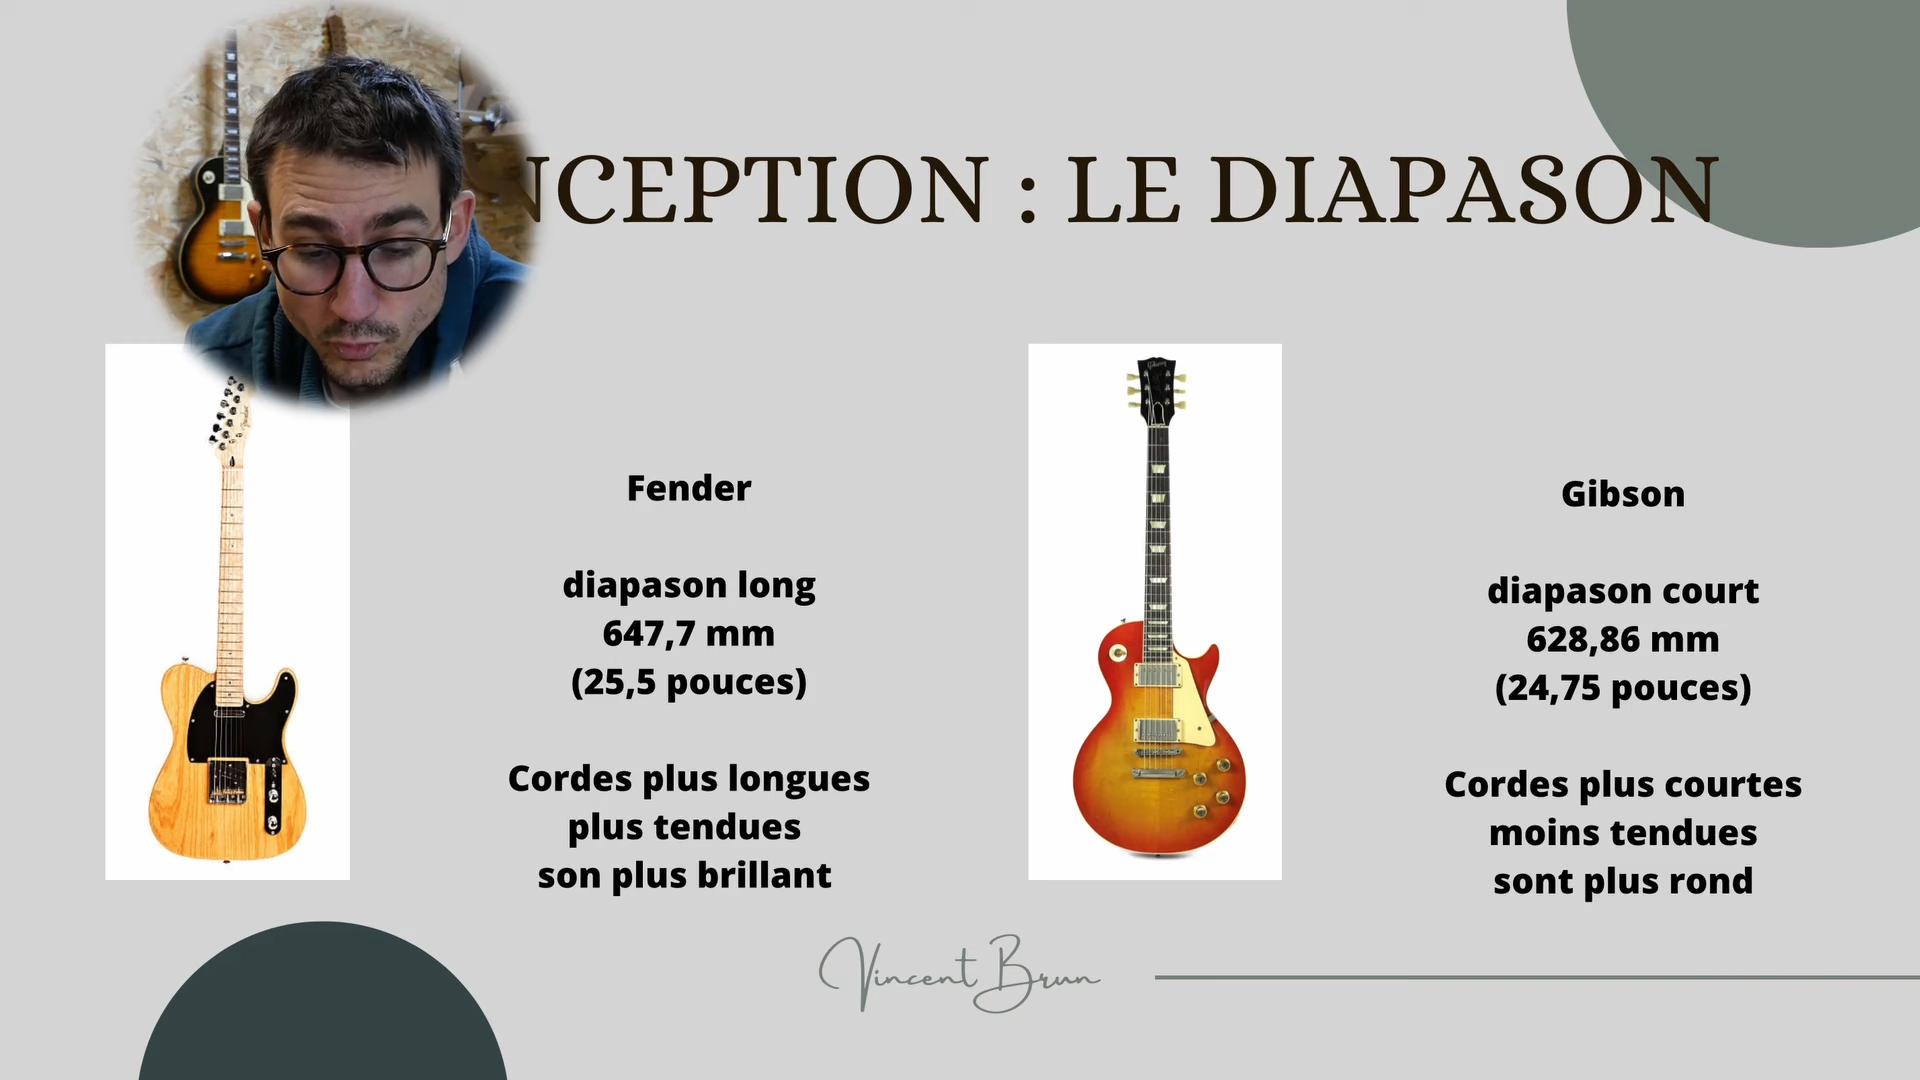 NCEPTION : LE DIAPASON
Fender
diapason long
647,7 mm
(25,5 pouces)
Cordes plus longues
plus tendues
son plus brillant
Gibson
diapason court
628,86 mm
(24,75 pouces)
Cordes plus courtes
moins tendues
sont plus rond
Vincent Brun